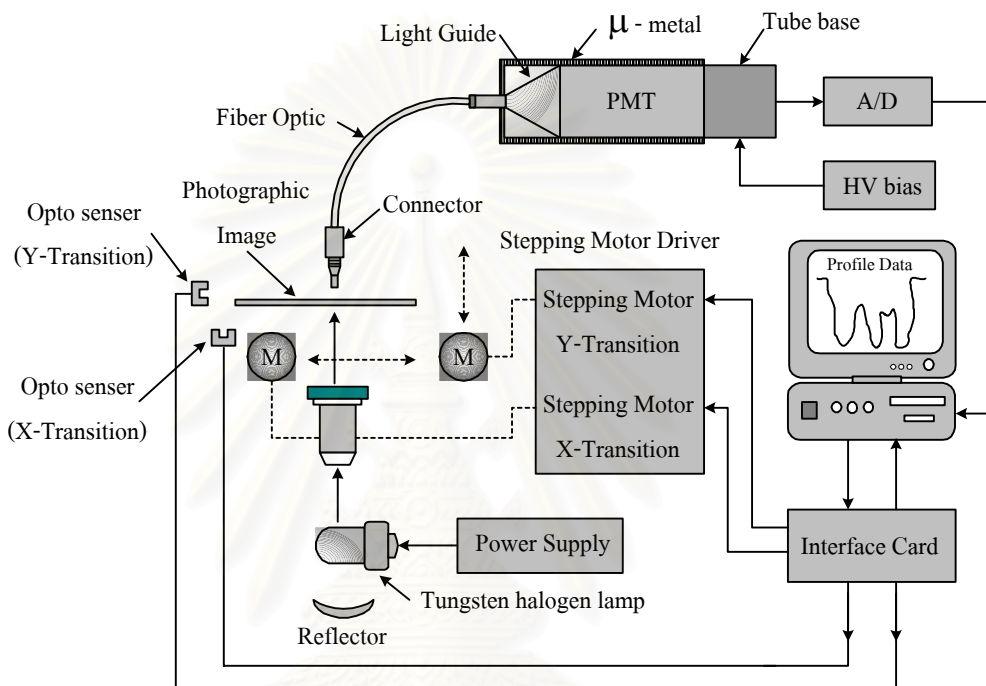 Light Guide
μ - metal
Tube base
PMT
A/D
Fiber Optic
HV bias
Photographic
Image
Connector
Opto senser
(Y-Transition)
Stepping Motor Driver
Profile Data
Stepping Motor
Y-Transition
M
M
Opto senser
(X-Transition)
Stepping Motor
X-Transition
Power Supply
Interface Card
Tungsten halogen lamp
Reflector